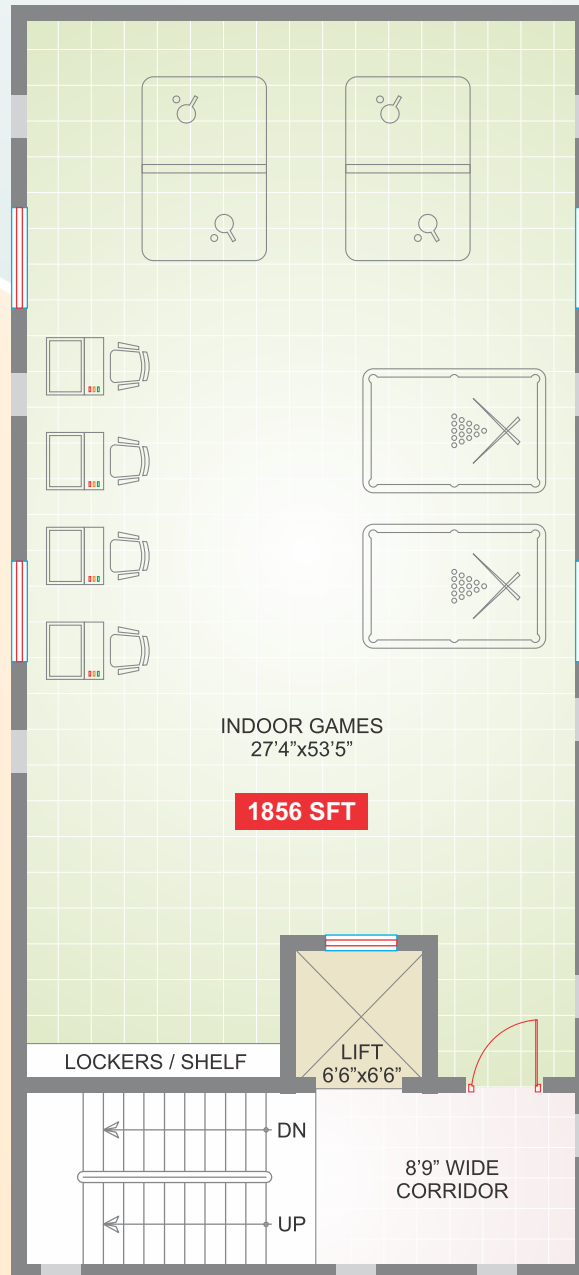 INDOOR GAMES
27’4”x53’5”
1856 SFT
LOCKERS / SHELF
LIFT
6’6”x6’6”
DN
8’9” WIDE
CORRIDOR
UP